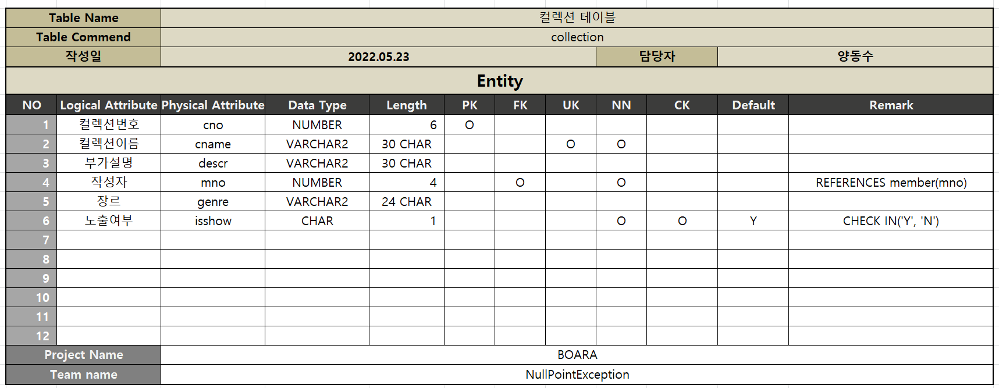 Table Name 컬렉션 테이블
Table Commend collection
작성일 2022.05.23 담당자 양동수
Entity
NO Logical Attribute Physical Attribute Data Type Length PK FK UK NN CK Default Remark
1 컬렉션번호 cno NUMBER 6 O
2 컬렉션이름 cname VARCHAR2 30 CHAR O O
3 부가설명 descr VARCHAR2 30 CHAR
4 작성자 mno NUMBER 4 O O REFERENCES member(mno)
5 장르 genre VARCHAR2 24 CHAR
6 노출여부 isshow CHAR 1 O O Y CHECK IN('Y', 'N')
7
8
9
10
11
12
Project Name BOARA
Team name NullPointException